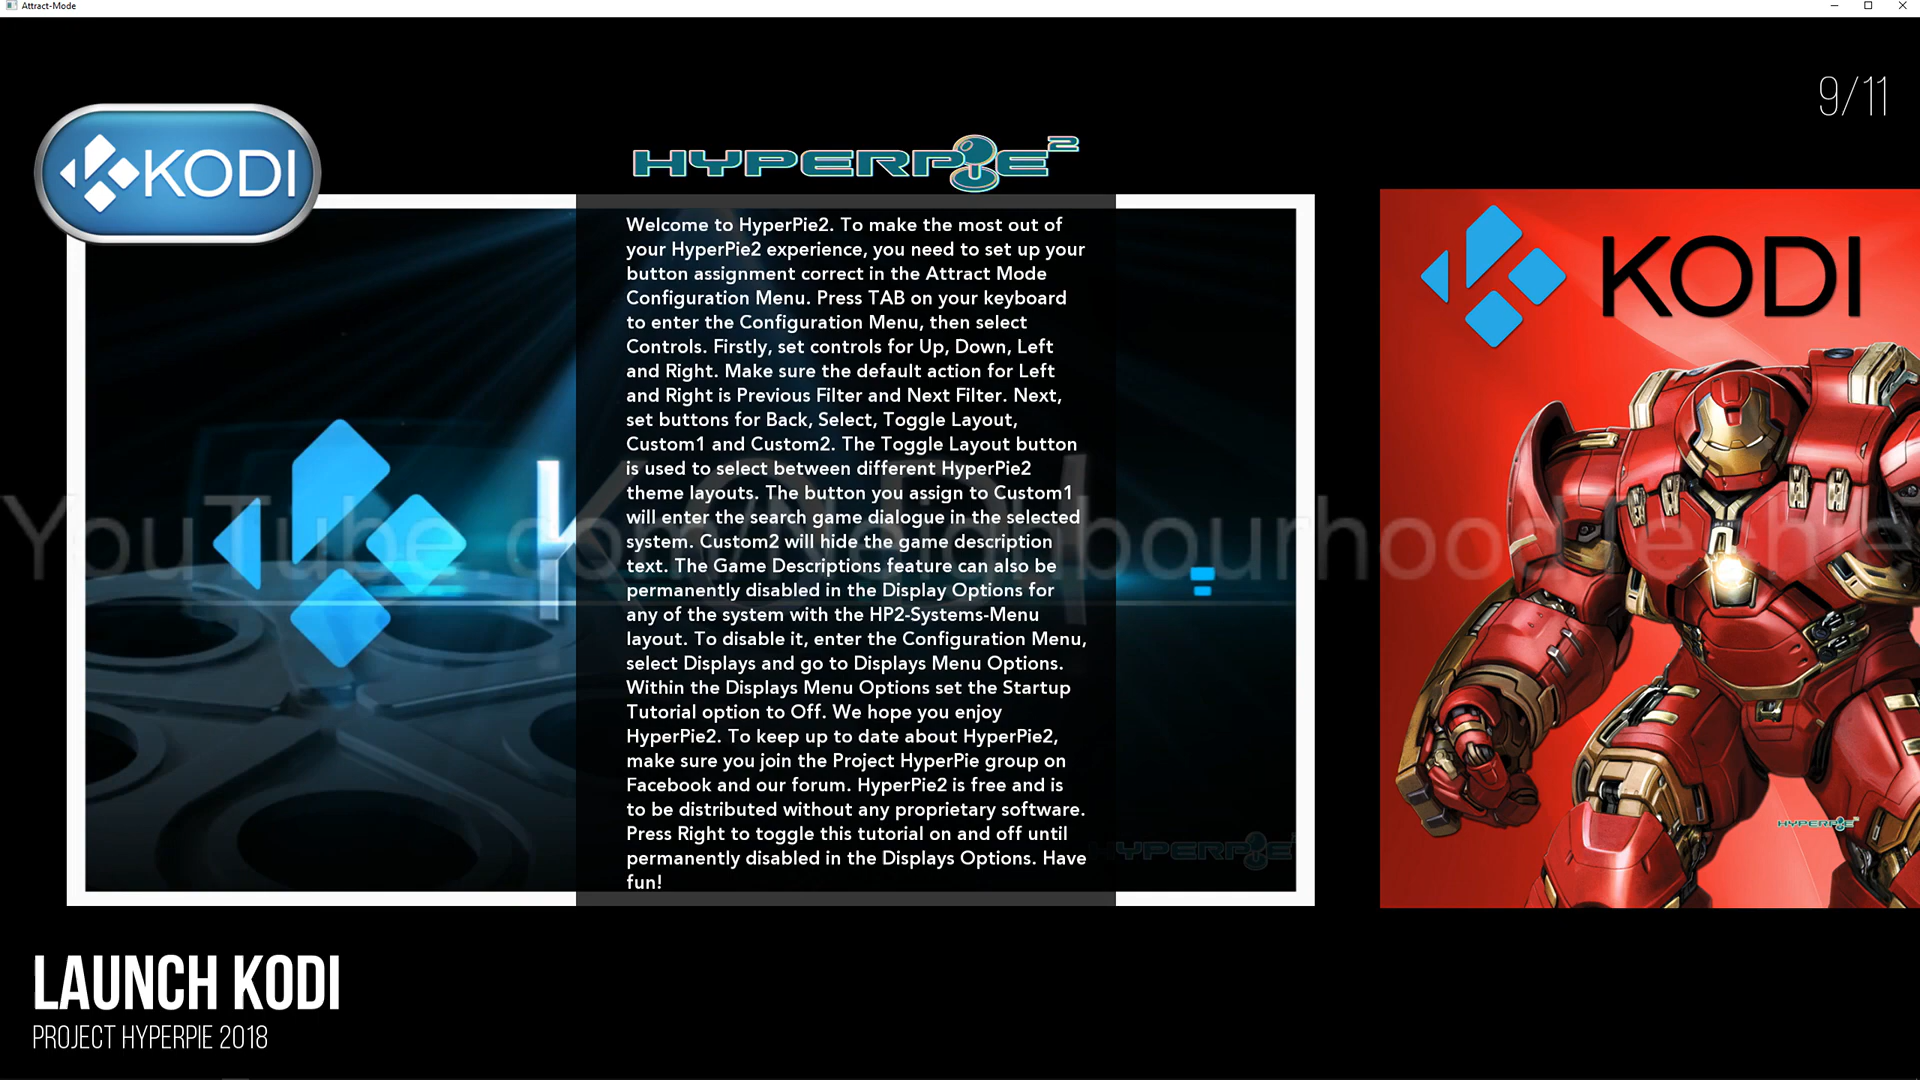 Attract-Mode
9/11
KODI
HYPERPIE2
KODI
Welcome to HyperPie2. To make the most out of
your HyperPie2 experience, you need to set up your
button assignment correct in the Attract Mode
Configuration Menu. Press TAB on your keyboard
to enter the Configuration Menu, then select
Controls. Firstly, set controls for Up, Down, Left
and Right. Make sure the default action for Left
and Right is Previous Filter and Next Filter. Next,
set buttons for Back, Select, Toggle Layout,
Custom1 and Custom2. The Toggle Layout button
is used to select between different HyperPie2
theme layouts. The button you assign to Custom1
will enter the search game dialogue in the selected
system. Custom2 will hide the game description
text. The Game Descriptions feature can also be
permanently disabled in the Display Options for
any of the system with the HP2-Systems-Menu
layout. To disable it, enter the Configuration Menu,
select Displays and go to Displays Menu Options.
Within the Displays Menu Options set the Startup
Tutorial option to Off. We hope you enjoy
HyperPie2. To keep up to date about HyperPie2,
make sure you join the Project HyperPie group on
Facebook and our forum. HyperPie2 is free and is
to be distributed without any proprietary software.
Press Right to toggle this tutorial on and off until
permanently disabled in the Displays Options. Have
fun!
HYPERPIE
HYPERPIE
LAUNCH KODI
PROJECT HYPERPIE 2018